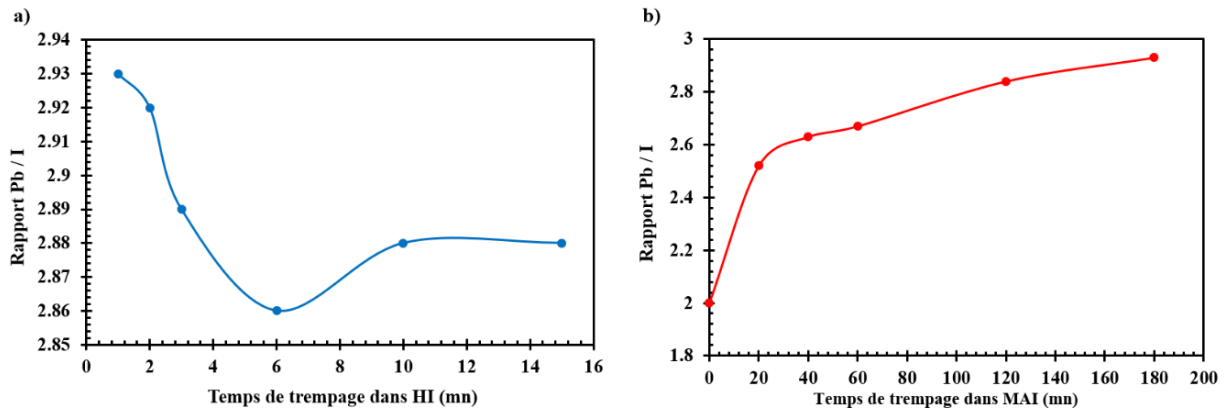 a)
2.94
2.93
2.92
2.91
2.9
2.89
2.88
2.87
2.86
2.85
Rapport Pb / I
0 2 4 6 8 10 12 14 16
Temps de trempage dans HI (mn)
b)
3
2.8
2.6
2.4
2.2
2
1.8
Rapport Pb / I
0 20 40 60 80 100 120 140 160 180 200
Temps de trempage dans MAI (mn)